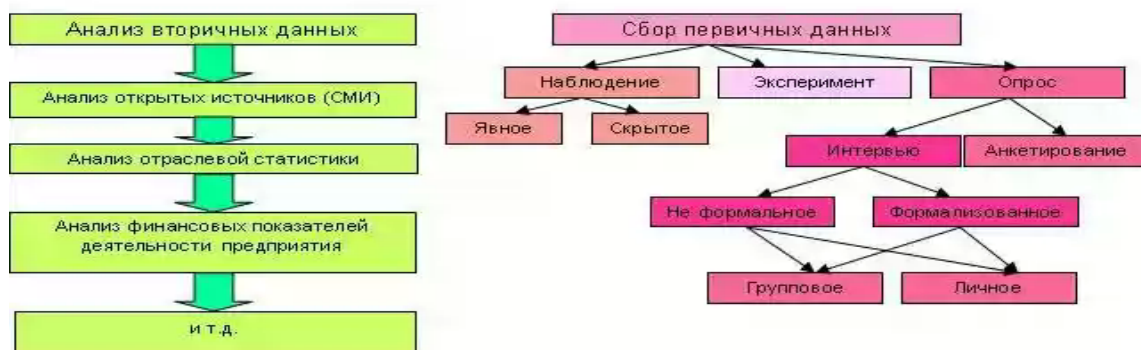 Анализ вторичных данных
Анализ открытых источников (СМИ)
Анализ отраслевой статистики
Анализ финансовых показателей
деятельности предприятия
и т.д.
Сбор первичных данных
Наблюдение
Эксперимент
Опрос
Явное
Скрытое
Интервью
Анкетирование
Не формальное
Формализованное
Групповое
Личное